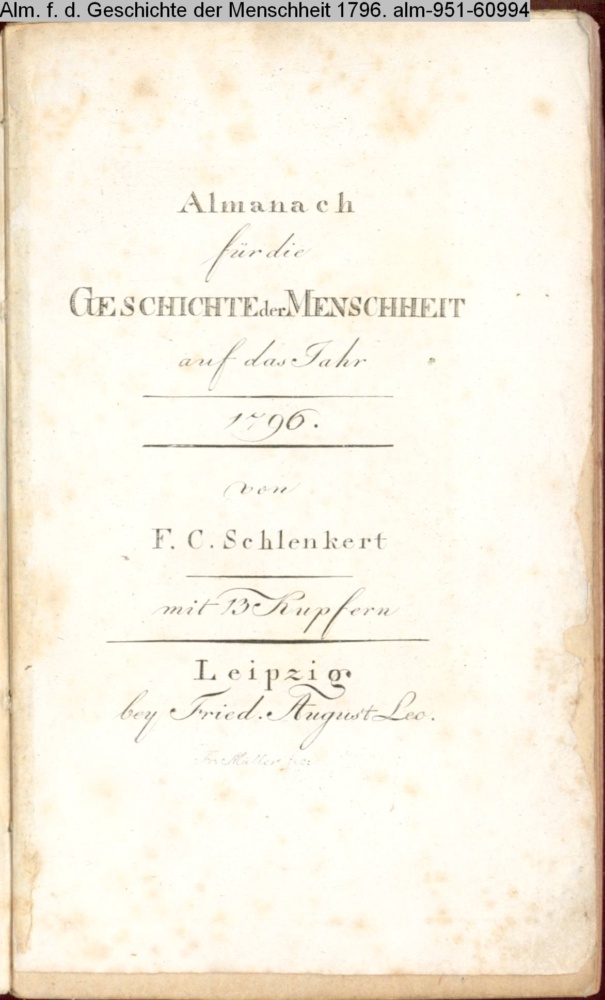 Alm. f. d. Geschichte der Menschheit 1796. alm-951-60994
Almanach
für die
GESCHICHTE der MENSCHHEIT
auf das Jahr
1796.
von
F. C. Schlenkert
mit 13 Kupfern
Leipzig.
bey Fried. August Leo.